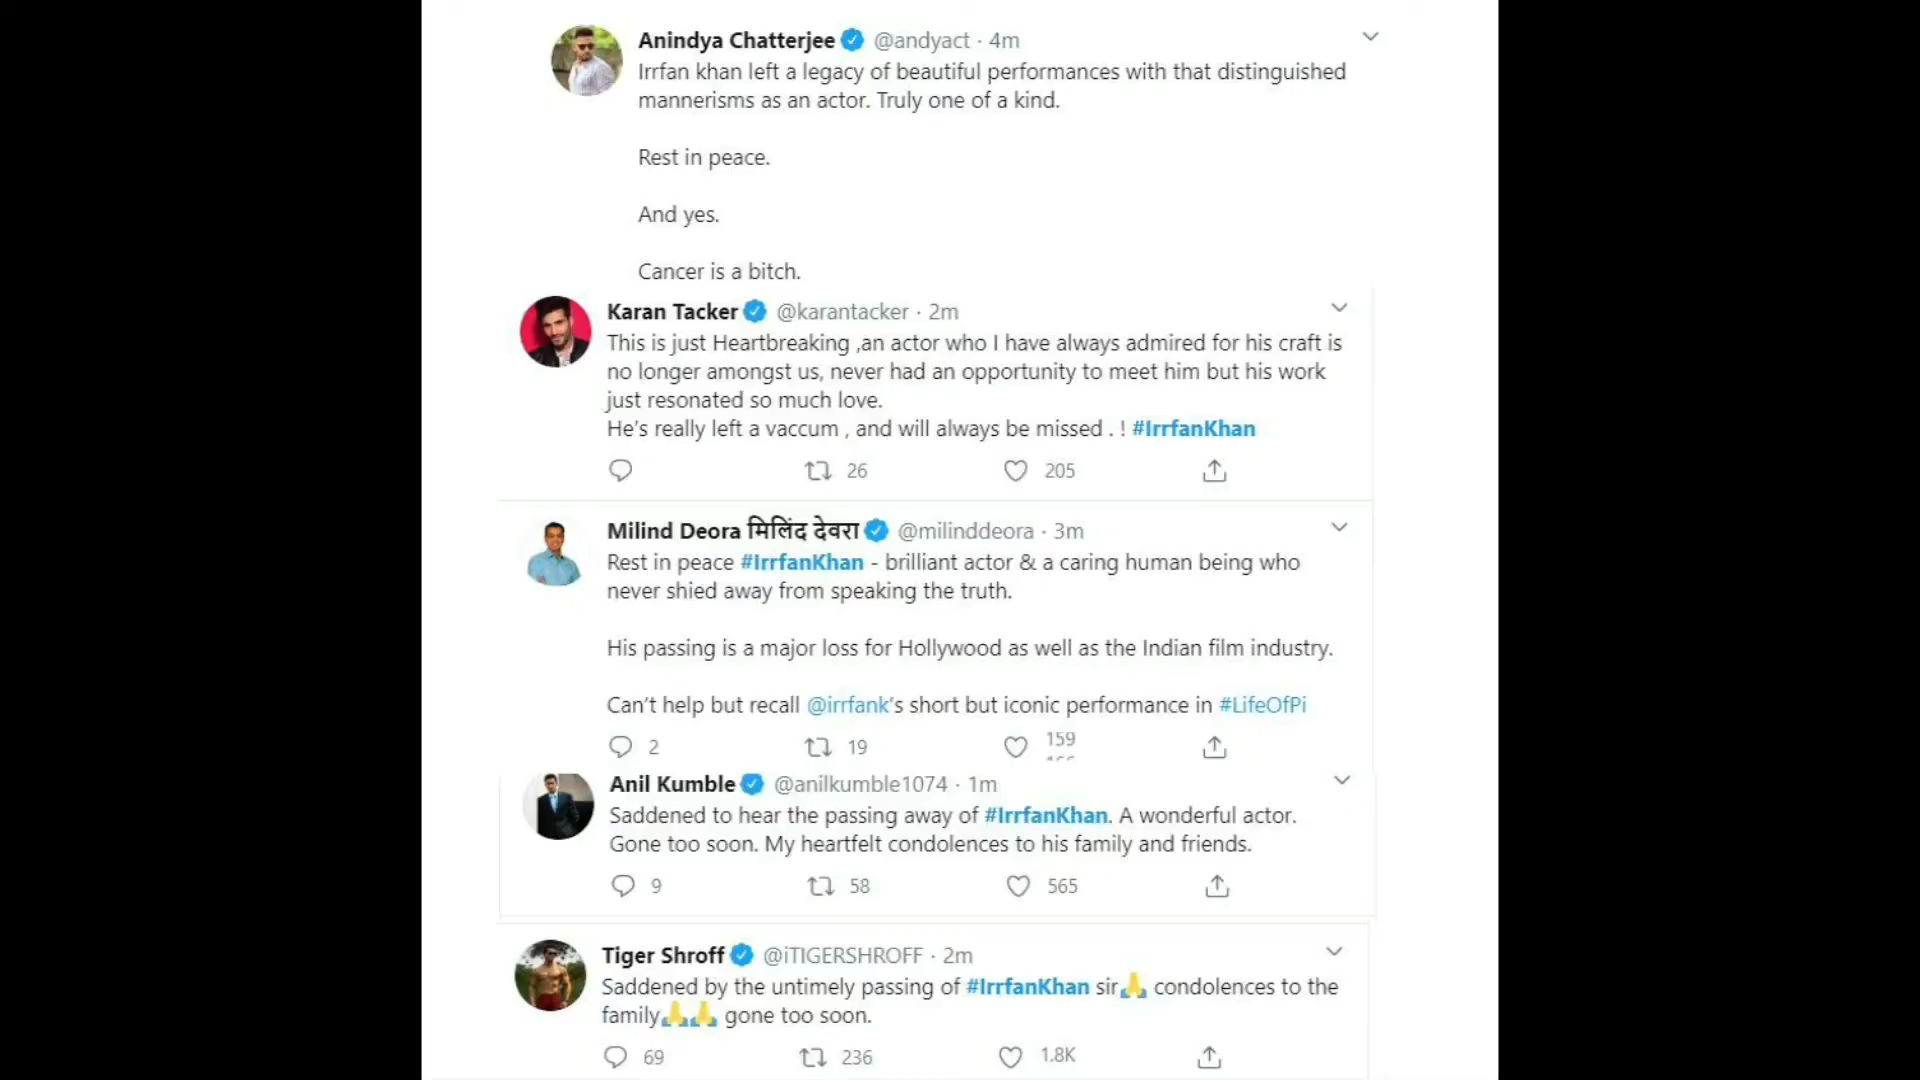 Anindya Chatterjee @andyact · 4m
Irrfan khan left a legacy of beautiful performances with that distinguished
mannerisms as an actor. Truly one of a kind.
Rest in peace.
And yes.
Cancer is a bitch.
Karan Tacker @karantacker · 2m
This is just Heartbreaking ,an actor who I have always admired for his craft is
no longer amongst us, never had an opportunity to meet him but his work
just resonated so much love.
He's really left a vaccum , and will always be missed . ! #IrrfanKhan
26 205
Milind Deora मिलिंद देवरा @milinddeora · 3m
Rest in peace #IrrfanKhan - brilliant actor & a caring human being who
never shied away from speaking the truth.
His passing is a major loss for Hollywood as well as the Indian film industry.
Can't help but recall @irrfank's short but iconic performance in #LifeOfPi
2 19 159
Anil Kumble @anilkumble1074 · 1m
Saddened to hear the passing away of #IrrfanKhan. A wonderful actor.
Gone too soon. My heartfelt condolences to his family and friends.
9 58 565
Tiger Shroff @iTIGERSHROFF · 2m
Saddened by the untimely passing of #IrrfanKhan sir🙏 condolences to the
family🙏🙏 gone too soon.
69 236 1.8K